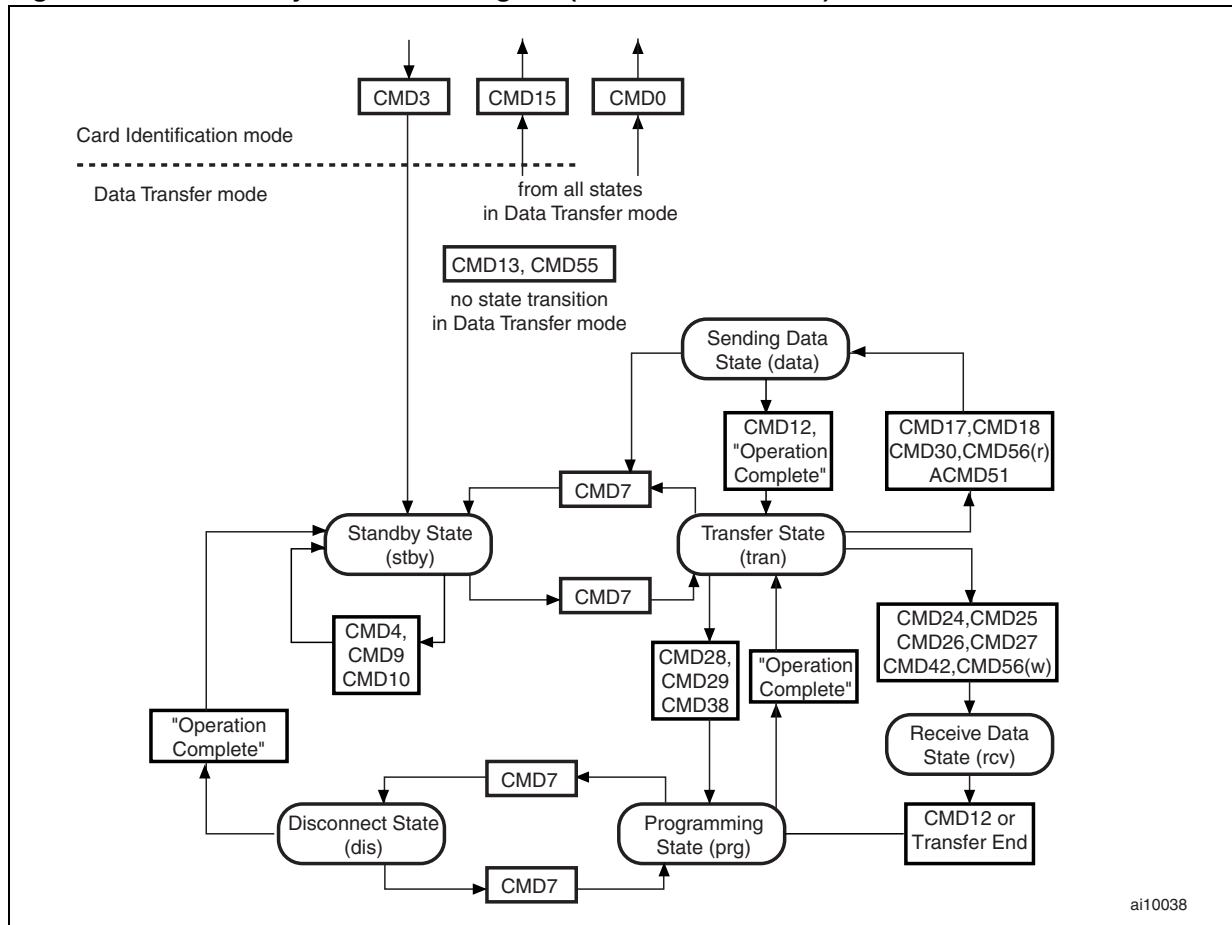 CMD3
CMD15
CMD0
Card Identification mode
Data Transfer mode
from all states
in Data Transfer mode
CMD13, CMD55
no state transition
in Data Transfer mode
Sending Data
State (data)
CMD12,
"Operation
Complete"
CMD17,CMD18
CMD30,CMD56(r)
ACMD51
CMD7
Standby State
(stby)
Transfer State
(tran)
CMD7
CMD4,
CMD9
CMD10
CMD28,
CMD29
CMD38
"Operation
Complete"
CMD24,CMD25
CMD26,CMD27
CMD42,CMD56(w)
"Operation
Complete"
Receive Data
State (rcv)
CMD7
Disconnect State
(dis)
Programming
State (prg)
CMD12 or
Transfer End
CMD7
ai10038